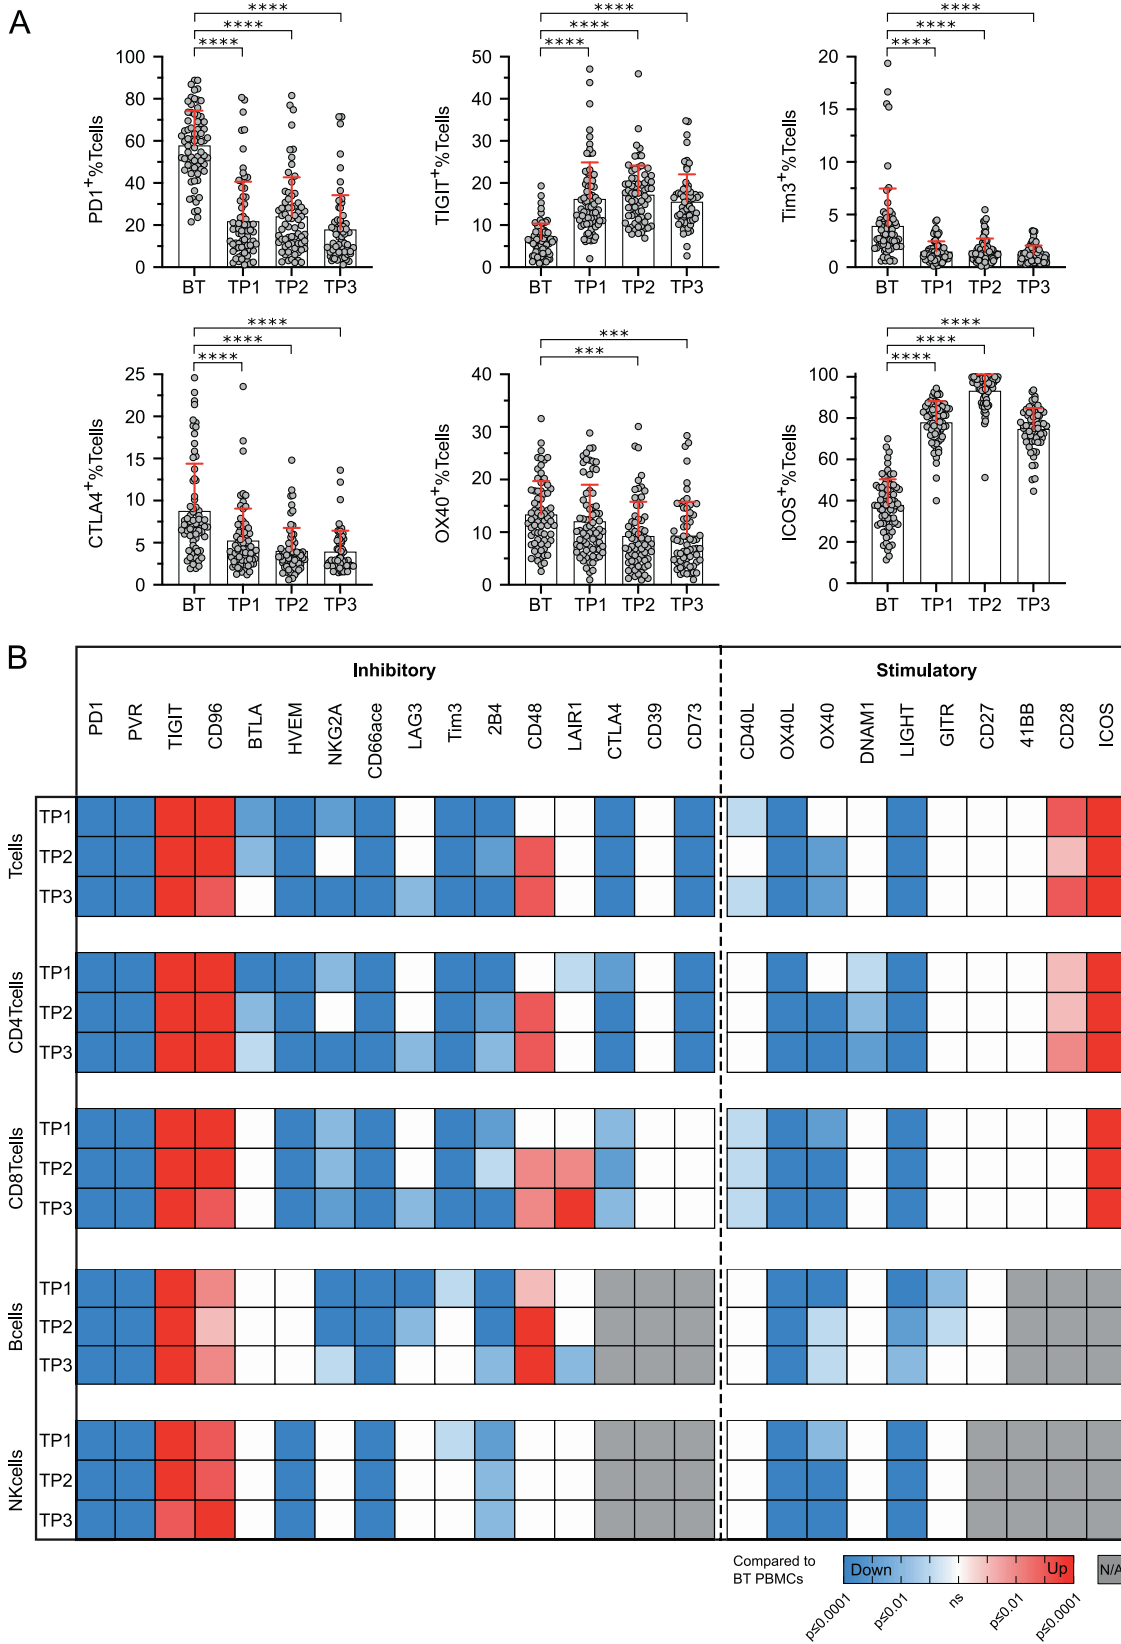 A
****
****
****
PD1+%Tcells
100
80
60
40
20
0
BT TP1 TP2 TP3
****
****
****
TIGIT+%Tcells
50
40
30
20
10
0
BT TP1 TP2 TP3
****
****
****
Tim3+%Tcells
20
15
10
5
0
BT TP1 TP2 TP3
****
****
****
CTLA4+%Tcells
25
20
15
10
5
0
BT TP1 TP2 TP3
***
***
OX40+%Tcells
40
30
20
10
0
BT TP1 TP2 TP3
****
****
****
ICOS+%Tcells
100
80
60
40
20
0
BT TP1 TP2 TP3
B
Inhibitory Stimulatory
PD1
PVR
TIGIT
CD96
BTLA
HVEM
NKG2A
CD66ace
LAG3
Tim3
2B4
CD48
LAIR1
CTLA4
CD39
CD73
CD40L
OX40L
OX40
DNAM1
LIGHT
GITR
CD27
41BB
CD28
ICOS
Tcells
TP1
TP2
TP3
CD4Tcells
TP1
TP2
TP3
CD8Tcells
TP1
TP2
TP3
Bcells
TP1
TP2
TP3
NKcells
TP1
TP2
TP3
Compared to
BT PBMCs
Down Up N/A
p≤0.0001
p≤0.01
ns
p≤0.01
p≤0.0001